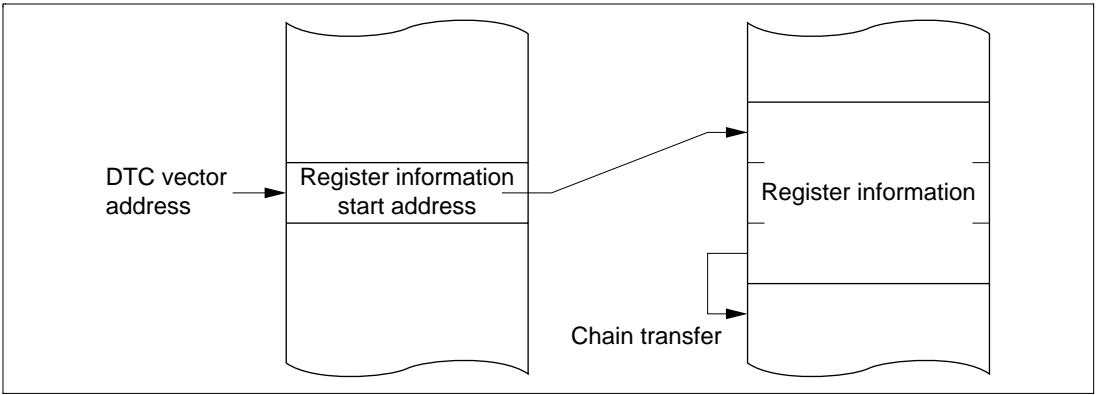 DTC vector
address
Register information
start address
Register information
Chain transfer